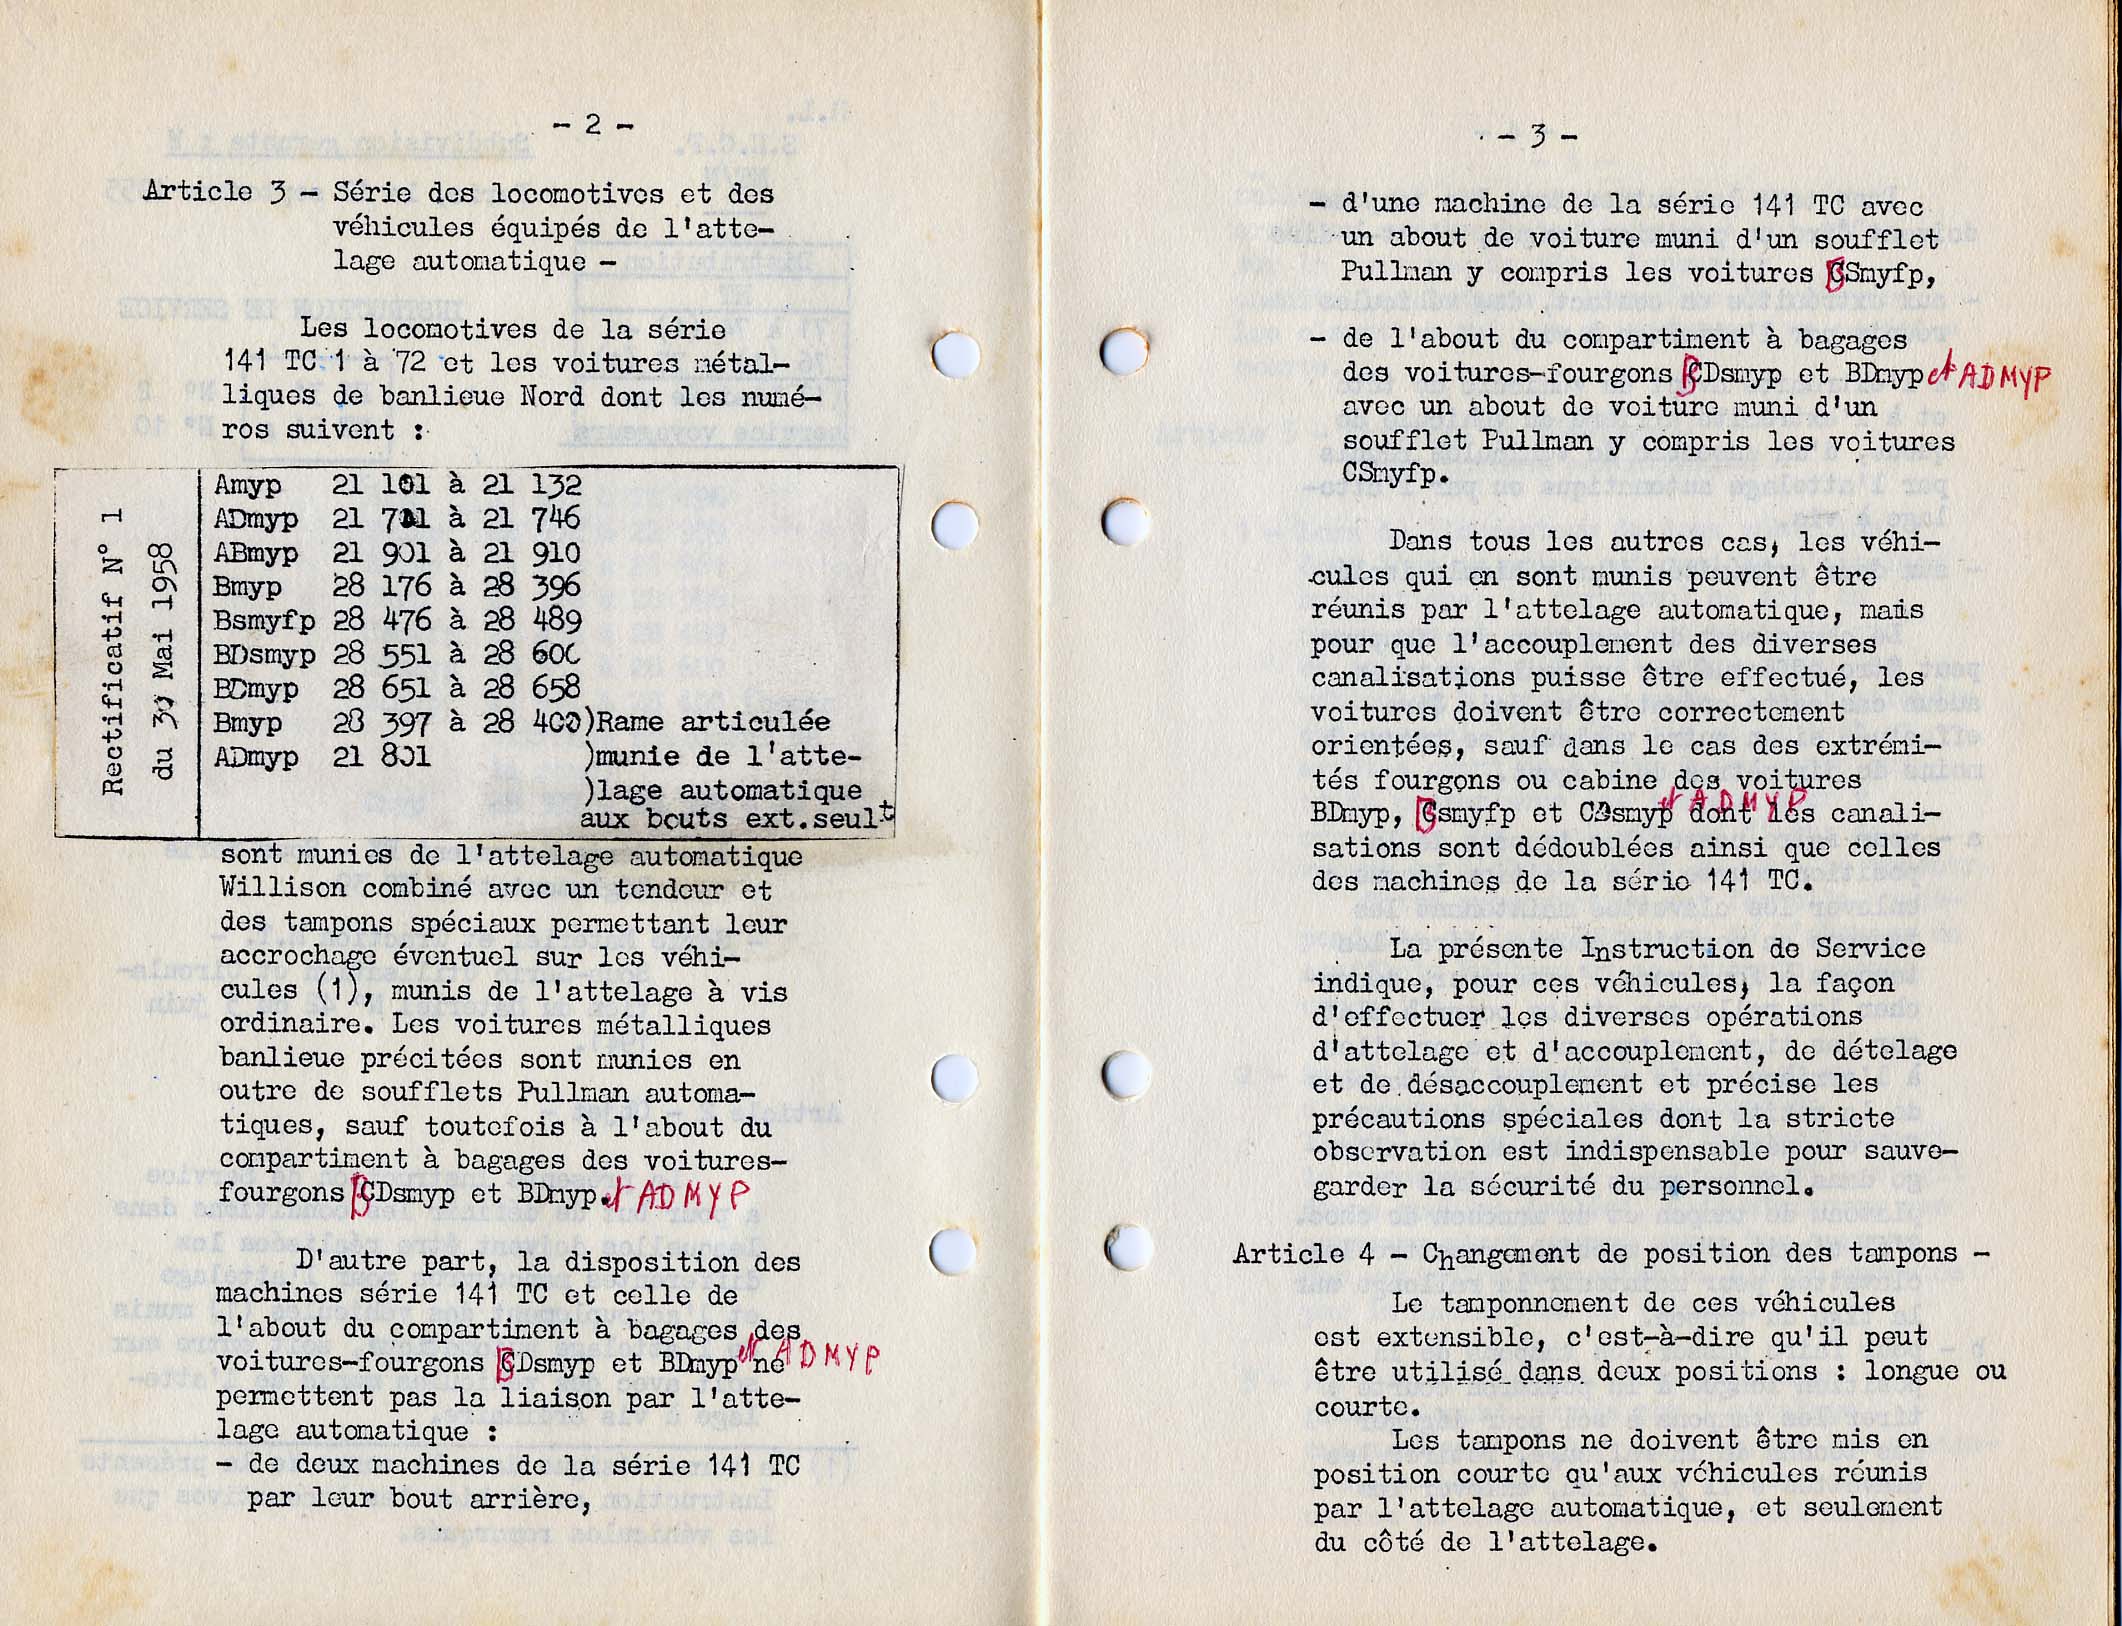 - 2 -
Article 3 - Série des locomotives et des
véhicules équipés de l'atte-
lage automatique -
Les locomotives de la série
141 TC 1 à 72 et les voitures métal-
liques de banlieue Nord dont les numé-
ros suivent :
Rectificatif N° 1
du 30 Mai 1958
Amyp 21 101 à 21 132
ADmyp 21 701 à 21 746
ABmyp 21 901 à 21 910
Bmyp 28 176 à 28 396
Bsmyfp 28 476 à 28 489
BDsmyp 28 551 à 28 600
BDmyp 28 651 à 28 658
Bmyp 28 397 à 28 400)Rame articulée
ADmyp 21 801 )munie de l'atte-
)lage automatique
aux bouts ext.seult
sont munies de l'attelage automatique
Willison combiné avec un tendeur et
des tampons spéciaux permettant leur
accrochage éventuel sur les véhi-
cules (1), munis de l'attelage à vis
ordinaire. Les voitures métalliques
banlieue précitées sont munies en
outre de soufflets Pullman automa-
tiques, sauf toutefois à l'about du
compartiment à bagages des voitures-
fourgons BDsmyp et BDmyp. et ADMYP
D'autre part, la disposition des
machines série 141 TC et celle de
l'about du compartiment à bagages des
voitures-fourgons BDsmyp et BDmyp et ADMYP ne
permettent pas la liaison par l'atte-
lage automatique :
- de deux machines de la série 141 TC
par leur bout arrière,
- 3 -
- d'une machine de la série 141 TC avec
un about de voiture muni d'un soufflet
Pullman y compris les voitures BSmyfp,
- de l'about du compartiment à bagages
des voitures-fourgons BDsmyp et BDmyp et ADMYP
avec un about de voiture muni d'un
soufflet Pullman y compris les voitures
CSmyfp.
Dans tous les autres cas, les véhi-
cules qui en sont munis peuvent être
réunis par l'attelage automatique, mais
pour que l'accouplement des diverses
canalisations puisse être effectué, les
voitures doivent être correctement
orientées, sauf dans le cas des extrémi-
tés fourgons ou cabine des voitures
BDmyp, Bsmyfp et CDsmyp et ADMYP dont les canali-
sations sont dédoublées ainsi que celles
des machines de la série 141 TC.
La présente Instruction de Service
indique, pour ces véhicules, la façon
d'effectuer les diverses opérations
d'attelage et d'accouplement, de dételage
et de désaccouplement et précise les
précautions spéciales dont la stricte
observation est indispensable pour sauve-
garder la sécurité du personnel.
Article 4 - Changement de position des tampons -
Le tamponnement de ces véhicules
est extensible, c'est-à-dire qu'il peut
être utilisé dans deux positions : longue ou
courte.
Les tampons ne doivent être mis en
position courte qu'aux véhicules réunis
par l'attelage automatique, et seulement
du côté de l'attelage.